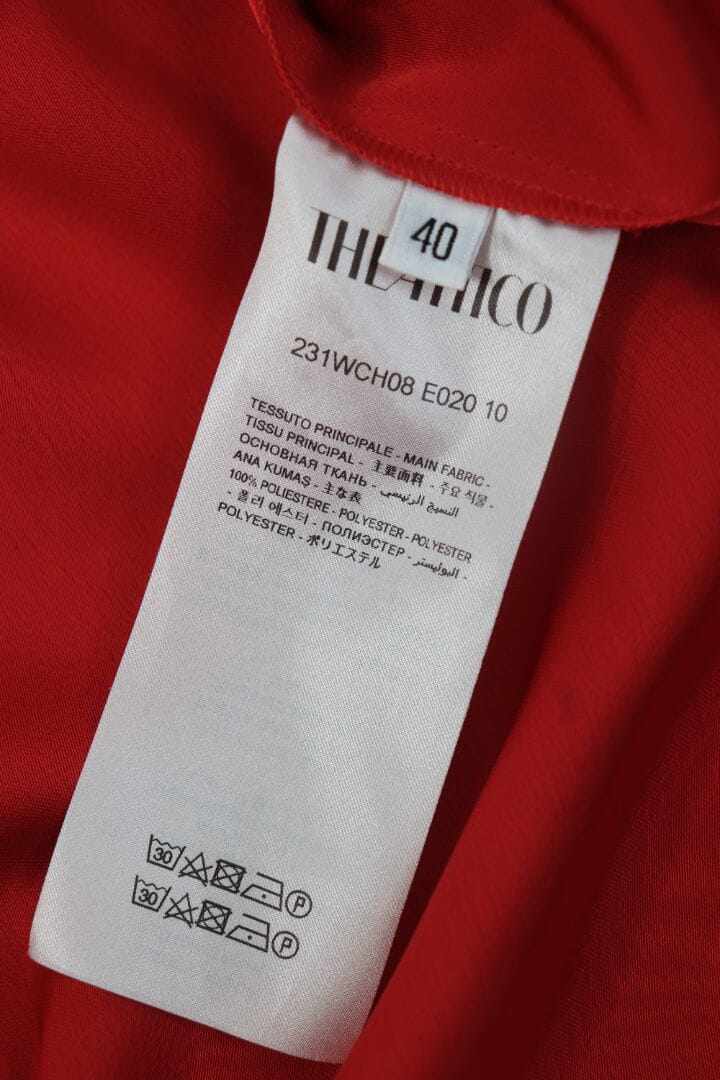 40
THE ATTICO
231WCH08 E020 10
TESSUTO PRINCIPALE - MAIN FABRIC -
TISSU PRINCIPAL - 主要面料 - 주요 직물 -
ОСНОВНАЯ ТКАНЬ - النسيج الرئيسي -
ANA KUMAŞ - 主な表
100% POLIESTERE - POLYESTER - POLYESTER
- 폴리 에스터 - ПОЛИЭСТЕР - البوليستر -
POLYESTER - ポリエステル
30 P
30 P